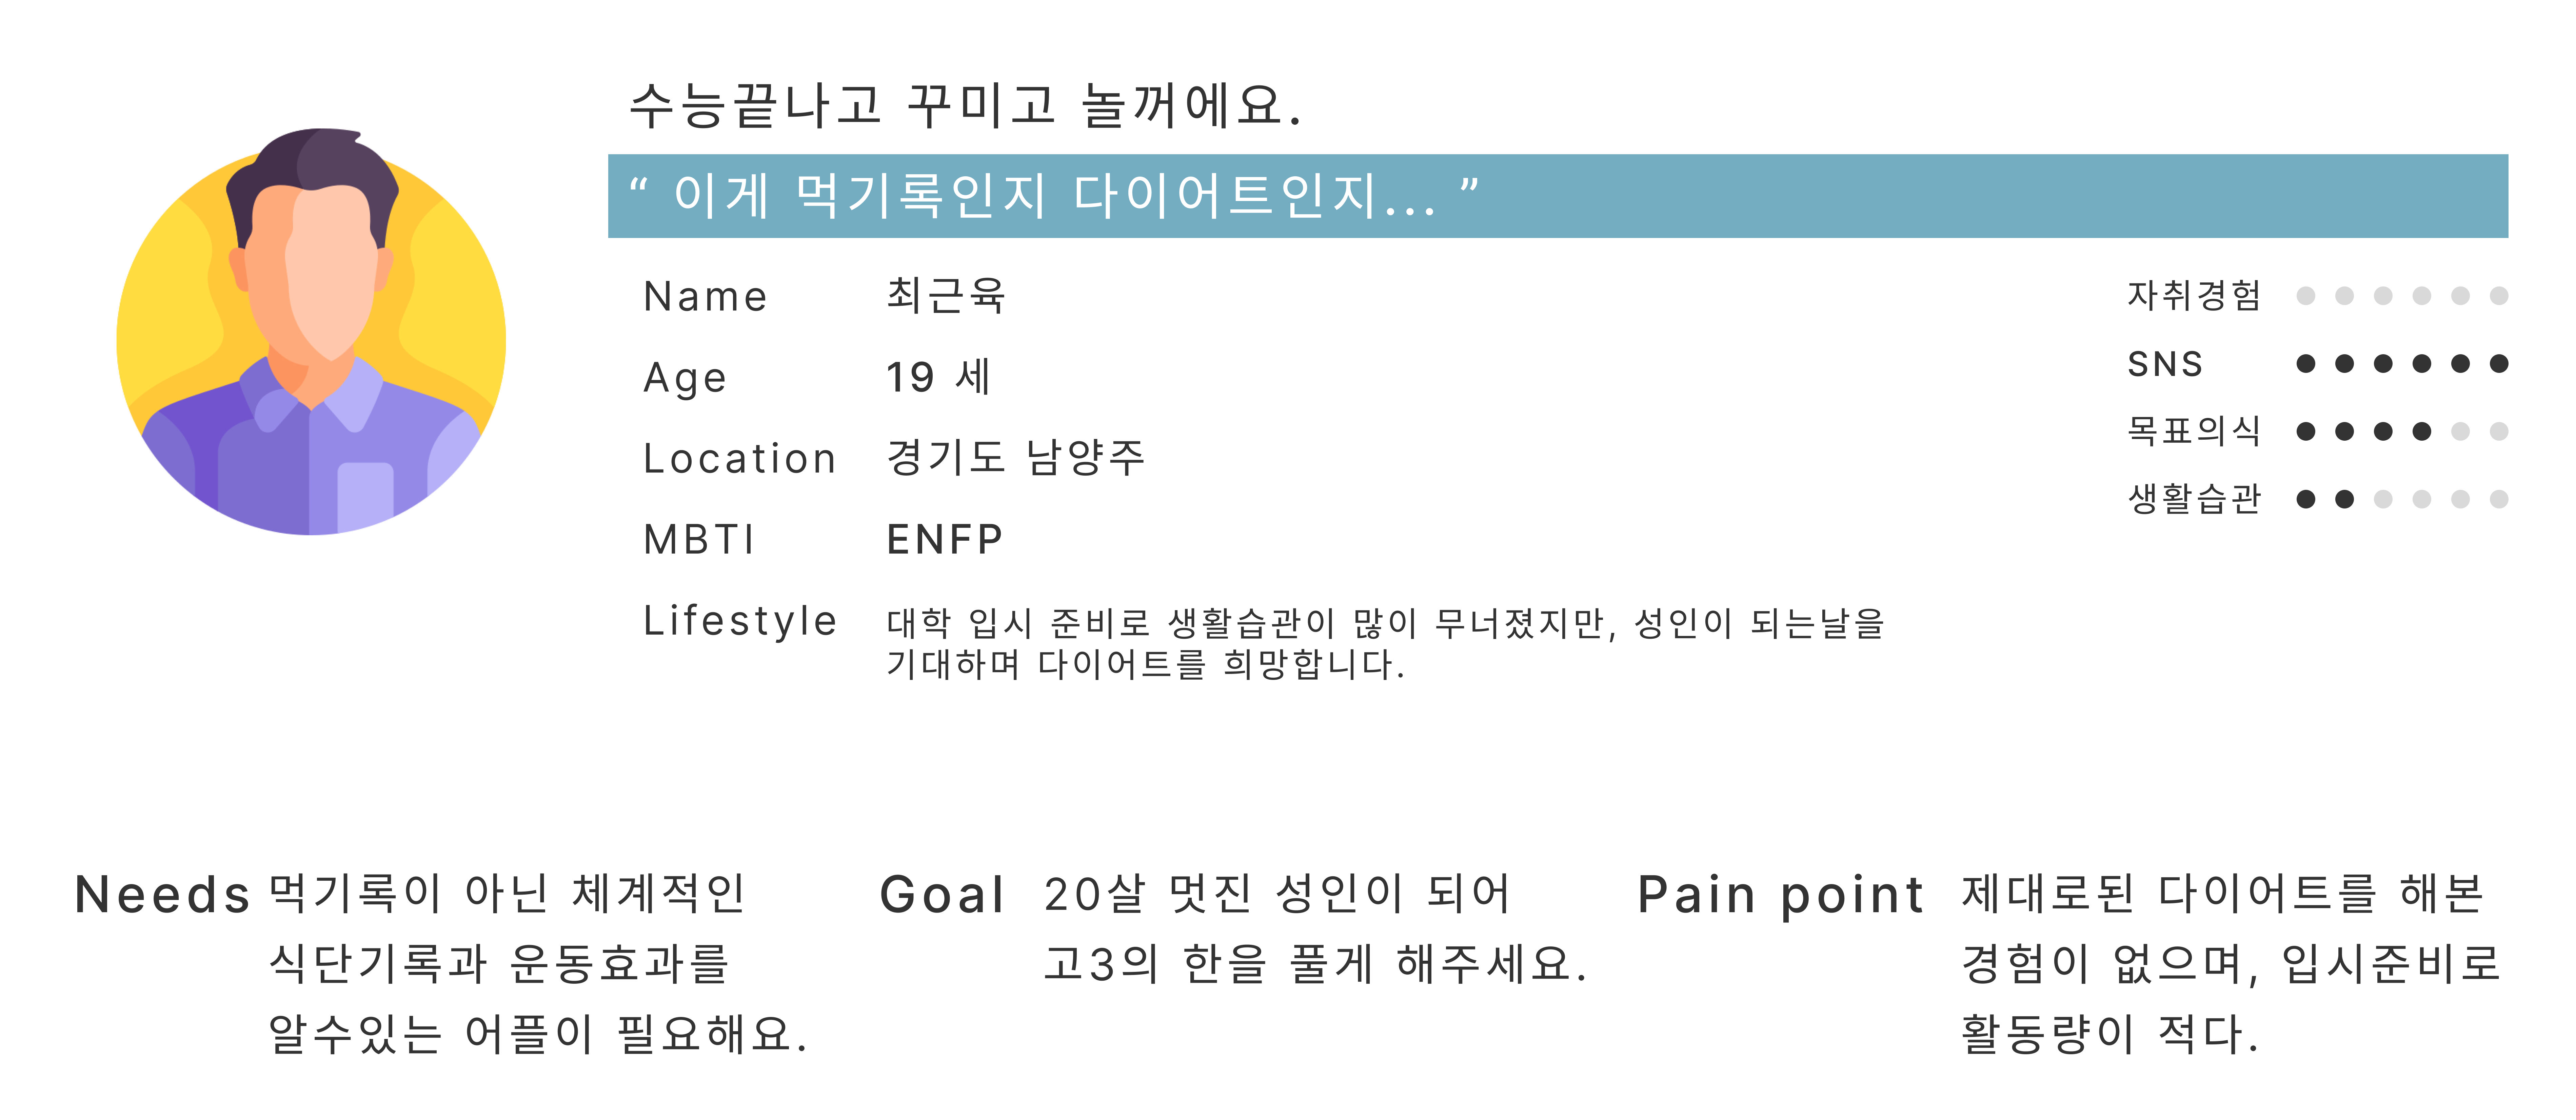 수능끝나고 꾸미고 놀꺼에요.
“ 이게 먹기록인지 다이어트인지... ”
Name 최근육
Age 19 세
Location 경기도 남양주
MBTI ENFP
Lifestyle 대학 입시 준비로 생활습관이 많이 무너졌지만, 성인이 되는날을
기대하며 다이어트를 희망합니다.
자취경험
SNS
목표의식
생활습관
Needs 먹기록이 아닌 체계적인
식단기록과 운동효과를
알수있는 어플이 필요해요.
Goal 20살 멋진 성인이 되어
고3의 한을 풀게 해주세요.
Pain point 제대로된 다이어트를 해본
경험이 없으며, 입시준비로
활동량이 적다.